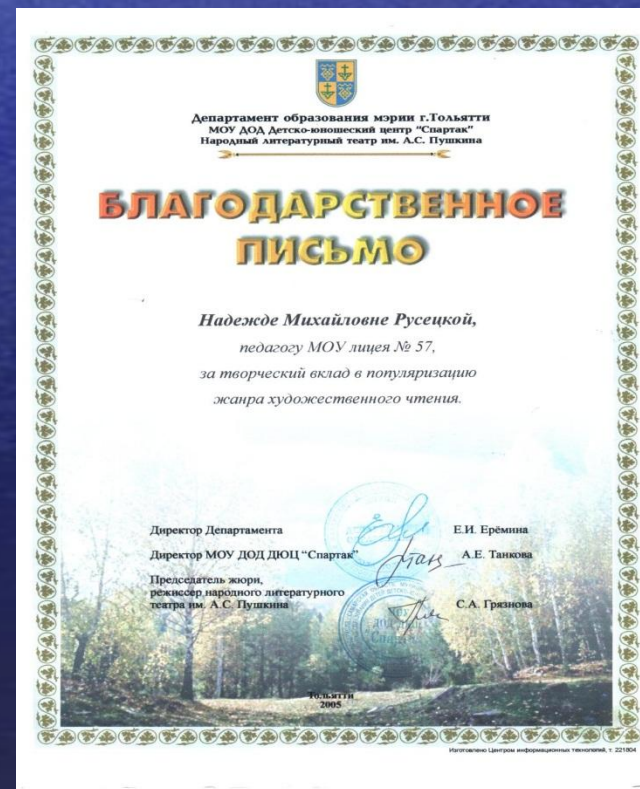 Департамент образования мэрии г.Тольятти
МОУ ДОД Детско-юношеский центр "Спартак"
Народный литературный театр им. А.С. Пушкина
БЛАГОДАРСТВЕННОЕ
ПИСЬМО
Надежде Михайловне Русецкой,
педагогу МОУ лицея № 57,
за творческий вклад в популяризацию
жанра художественного чтения.
Директор Департамента Е.И. Ерёмина
Директор МОУ ДОД ДЮЦ "Спартак" А.Е. Танкова
Председатель жюри,
режиссер народного литературного
театра им. А.С. Пушкина С.А. Грязнова
Тольятти
2005
Изготовлено Центром информационных технологий, т. 221804